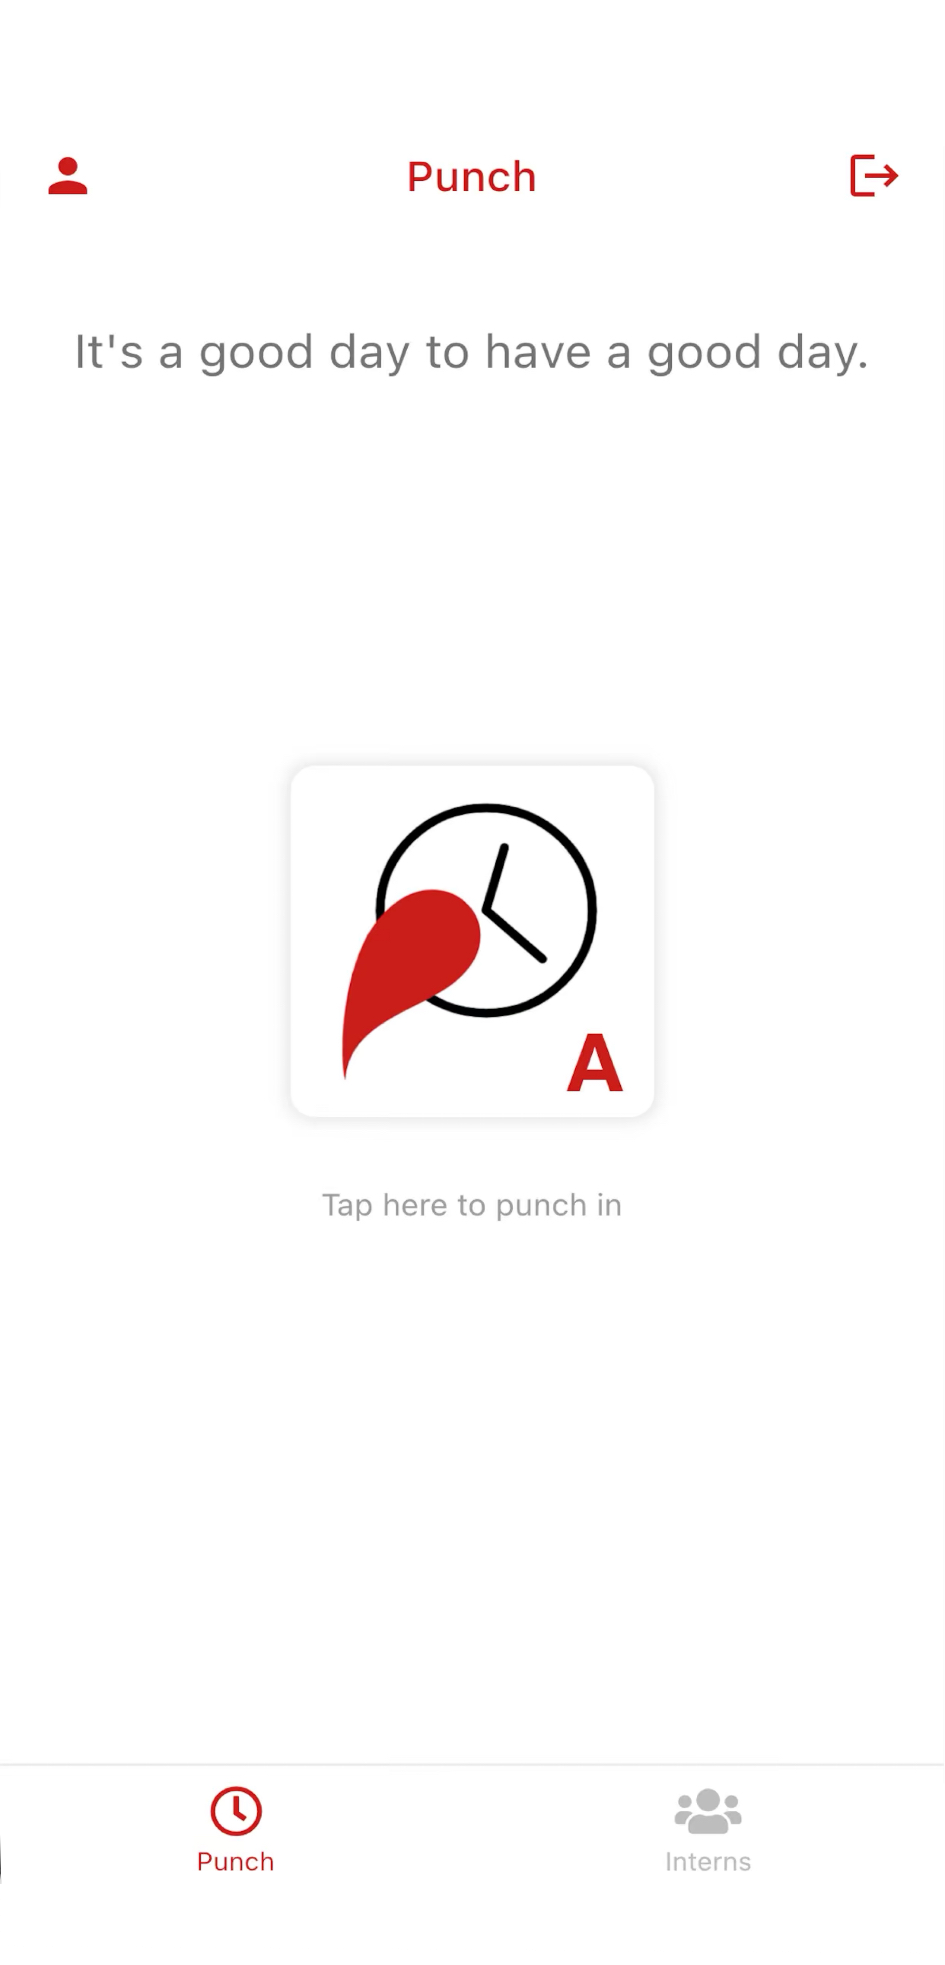 Punch
It's a good day to have a good day.
A
Tap here to punch in
Punch
Interns